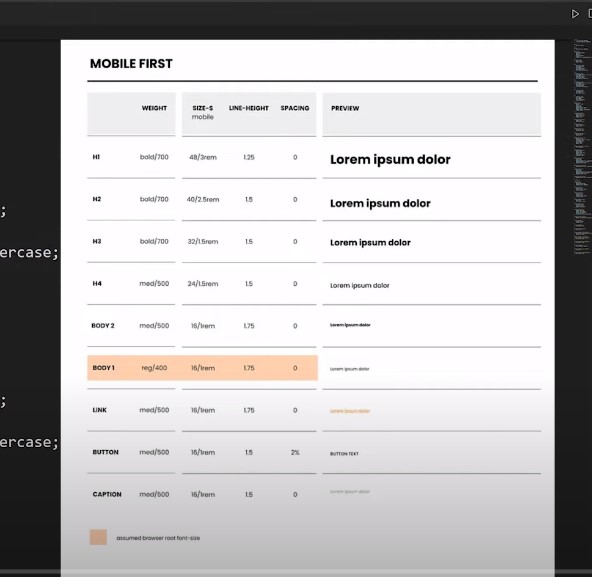 MOBILE FIRST
WEIGHT SIZE-S LINE-HEIGHT SPACING PREVIEW
mobile
H1 bold/700 48/3rem 1.25 0 Lorem ipsum dolor
H2 bold/700 40/2.5rem 1.5 0 Lorem ipsum dolor
;
H3 bold/700 32/1.5rem 1.5 0 Lorem ipsum dolor
ercase;
H4 med/500 24/1.5rem 1.5 0 Lorem ipsum dolor
BODY 2 med/500 16/1rem 1.75 0 Lorem ipsum dolor
BODY 1 reg/400 16/1rem 1.75 0 Lorem ipsum dolor
;
LINK med/500 16/1rem 1.75 0 Lorem ipsum dolor
ercase;
BUTTON med/500 16/1rem 1.5 2% BUTTON TEXT
CAPTION med/500 16/1rem 1.5 0 Lorem ipsum dolor
assumed browser root font-size